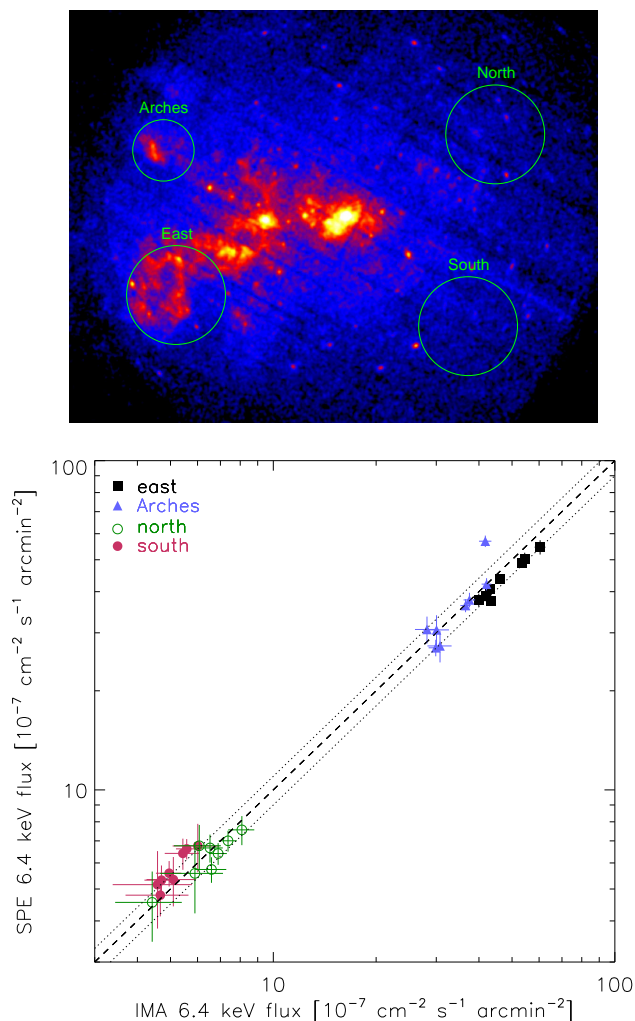 North
Arches
East
South
100
10
SPE 6.4 keV flux [10⁻⁷ cm⁻² s⁻¹ arcmin⁻²]
east
Arches
north
south
10
100
IMA 6.4 keV flux [10⁻⁷ cm⁻² s⁻¹ arcmin⁻²]